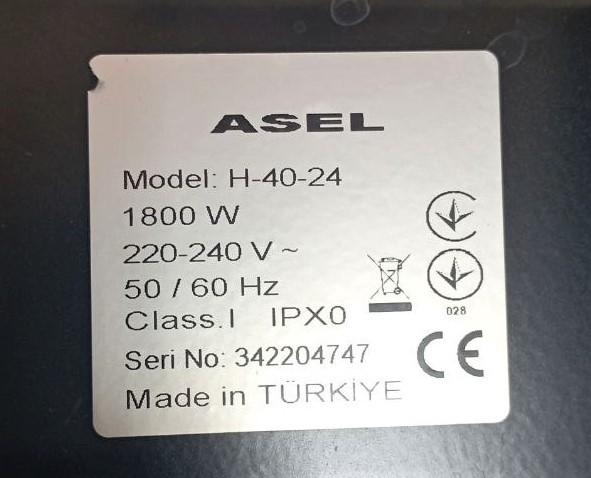 ASEL
Model: H-40-24
1800 W
220-240 V ~
50 / 60 Hz
Class.I IPX0
028
Seri No: 342204747
CE
Made in TÜRKİYE